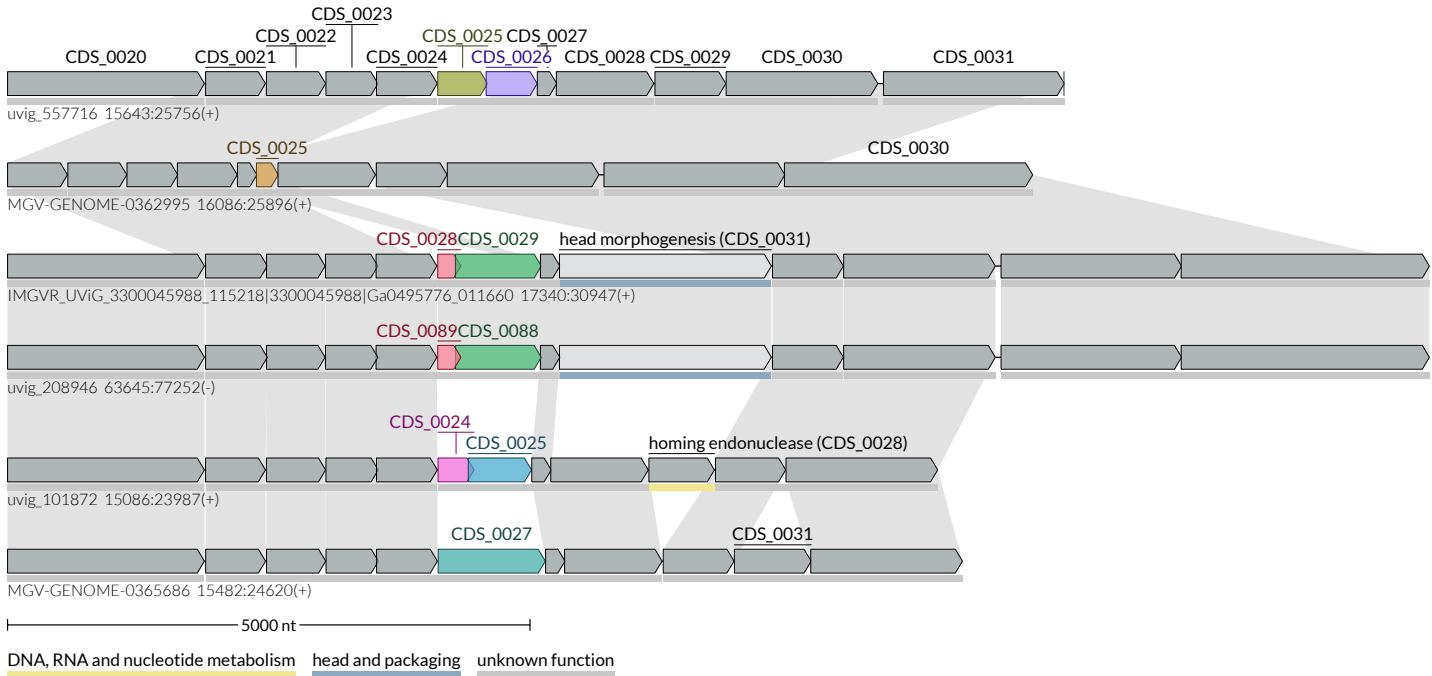 CDS_0023
CDS_0022 CDS_0025 CDS_0027
CDS_0020 CDS_0021 CDS_0024 CDS_0026 CDS_0028 CDS_0029 CDS_0030 CDS_0031
uvig_557716 15643:25756(+)
CDS_0025 CDS_0030
MGV-GENOME-0362995 16086:25896(+)
CDS_0028 CDS_0029 head morphogenesis (CDS_0031)
IMGVR_UViG_3300045988_115218|3300045988|Ga0495776_011660 17340:30947(+)
CDS_0089 CDS_0088
uvig_208946 63645:77252(-)
CDS_0024
CDS_0025 homing endonuclease (CDS_0028)
uvig_101872 15086:23987(+)
CDS_0027 CDS_0031
MGV-GENOME-0365686 15482:24620(+)
5000 nt
DNA, RNA and nucleotide metabolism head and packaging unknown function